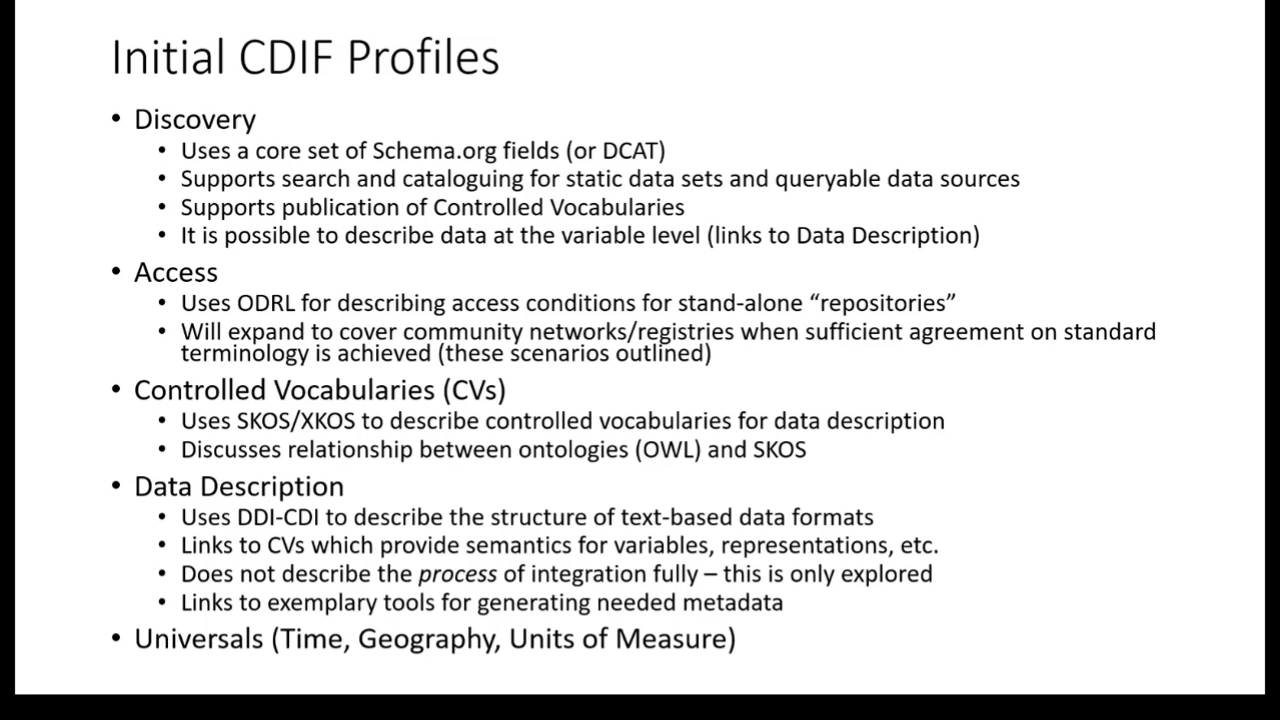 Initial CDIF Profiles
• Discovery
• Uses a core set of Schema.org fields (or DCAT)
• Supports search and cataloguing for static data sets and queryable data sources
• Supports publication of Controlled Vocabularies
• It is possible to describe data at the variable level (links to Data Description)
• Access
• Uses ODRL for describing access conditions for stand-alone “repositories”
• Will expand to cover community networks/registries when sufficient agreement on standard
terminology is achieved (these scenarios outlined)
• Controlled Vocabularies (CVs)
• Uses SKOS/XKOS to describe controlled vocabularies for data description
• Discusses relationship between ontologies (OWL) and SKOS
• Data Description
• Uses DDI-CDI to describe the structure of text-based data formats
• Links to CVs which provide semantics for variables, representations, etc.
• Does not describe the process of integration fully – this is only explored
• Links to exemplary tools for generating needed metadata
• Universals (Time, Geography, Units of Measure)